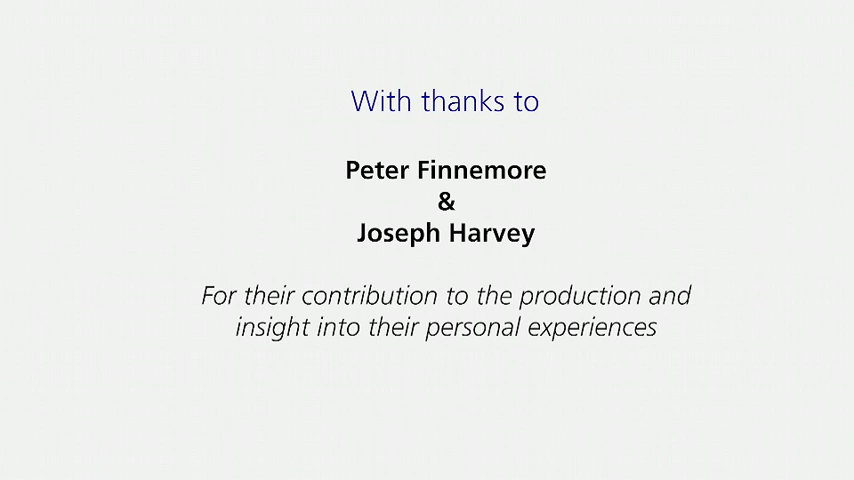 With thanks to
Peter Finnemore
&
Joseph Harvey
For their contribution to the production and
insight into their personal experiences